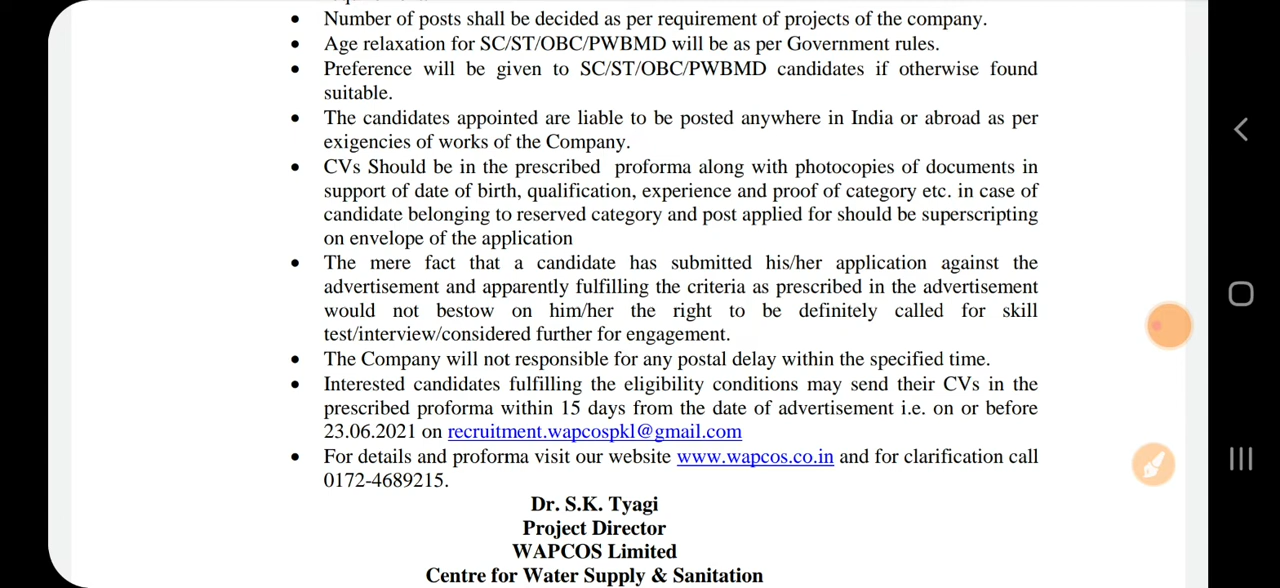 • Number of posts shall be decided as per requirement of projects of the company.
• Age relaxation for SC/ST/OBC/PWBMD will be as per Government rules.
• Preference will be given to SC/ST/OBC/PWBMD candidates if otherwise found
suitable.
• The candidates appointed are liable to be posted anywhere in India or abroad as per
exigencies of works of the Company.
• CVs Should be in the prescribed proforma along with photocopies of documents in
support of date of birth, qualification, experience and proof of category etc. in case of
candidate belonging to reserved category and post applied for should be superscripting
on envelope of the application
• The mere fact that a candidate has submitted his/her application against the
advertisement and apparently fulfilling the criteria as prescribed in the advertisement
would not bestow on him/her the right to be definitely called for skill
test/interview/considered further for engagement.
• The Company will not responsible for any postal delay within the specified time.
• Interested candidates fulfilling the eligibility conditions may send their CVs in the
prescribed proforma within 15 days from the date of advertisement i.e. on or before
23.06.2021 on recruitment.wapcospkl@gmail.com
• For details and proforma visit our website www.wapcos.co.in and for clarification call
0172-4689215.
Dr. S.K. Tyagi
Project Director
WAPCOS Limited
Centre for Water Supply & Sanitation